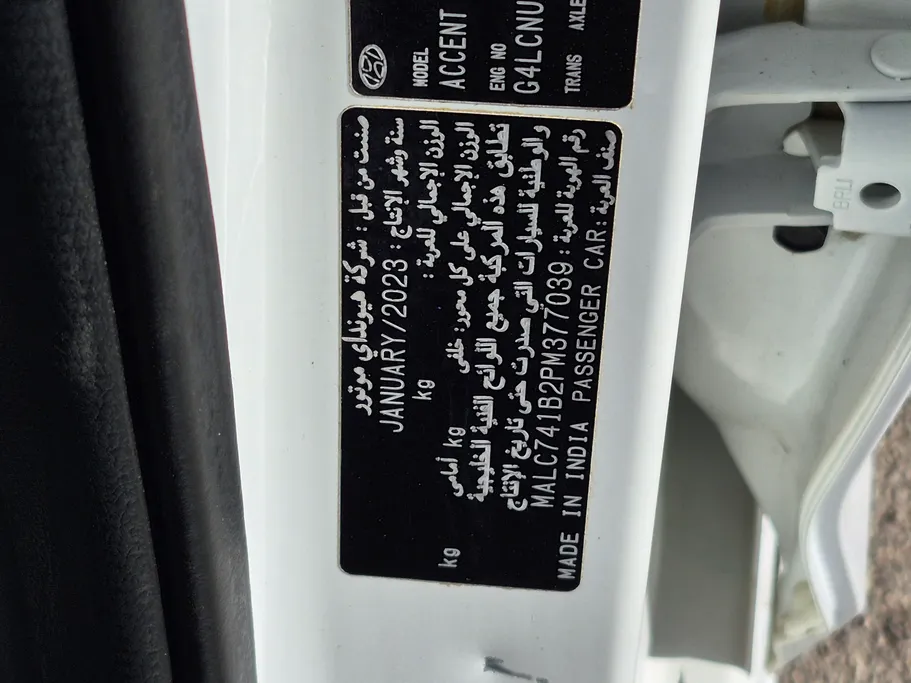 MODEL
ACCENT
ENG NO
G4LCNU
TRANS AXLE
صنعت من قبل : شركة هيونداي موتور
سنة وشهر الإنتاج : JANUARY/2023
الوزن الإجمالي للعربة : kg
الوزن الإجمالي على كل محور: خلفي kg أمامي kg
تطابق هذه المركبة جميع اللوائح الفنية الخليجية
والوطنية للسيارات التي صدرت حتى تاريخ الإنتاج
رقم الهوية للعربة : MALC741B2PM377039
صنف العربة : MADE IN INDIA PASSENGER CAR
BAIJ